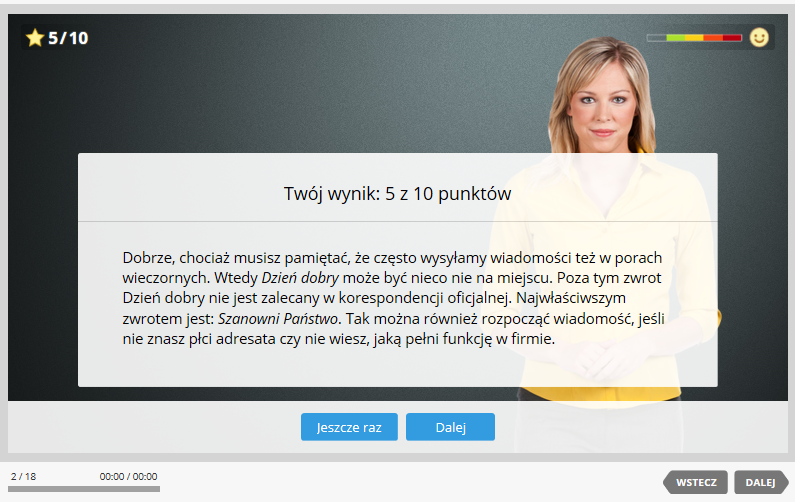 5/10
Twój wynik: 5 z 10 punktów
Dobrze, chociaż musisz pamiętać, że często wysyłamy wiadomości też w porach
wieczornych. Wtedy Dzień dobry może być nieco nie na miejscu. Poza tym zwrot
Dzień dobry nie jest zalecany w korespondencji oficjalnej. Najwłaściwszym
zwrotem jest: Szanowni Państwo. Tak można również rozpocząć wiadomość, jeśli
nie znasz płci adresata czy nie wiesz, jaką pełni funkcję w firmie.
Jeszcze raz Dalej
2 / 18 00:00 / 00:00
WSTECZ DALEJ